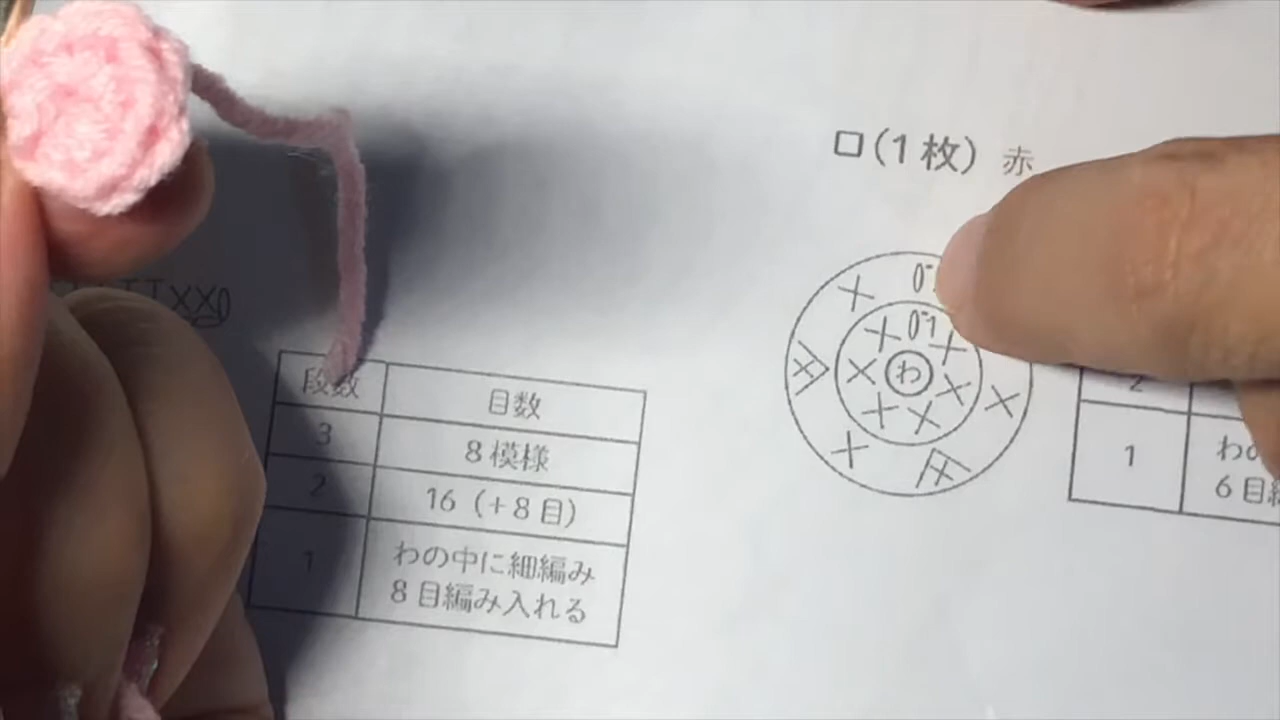 口(1枚) 赤
わ
段数 目数
3 8模様
2 16(+8目)
1 わの中に細編み
8目編み入れる
2
1 わ
6目